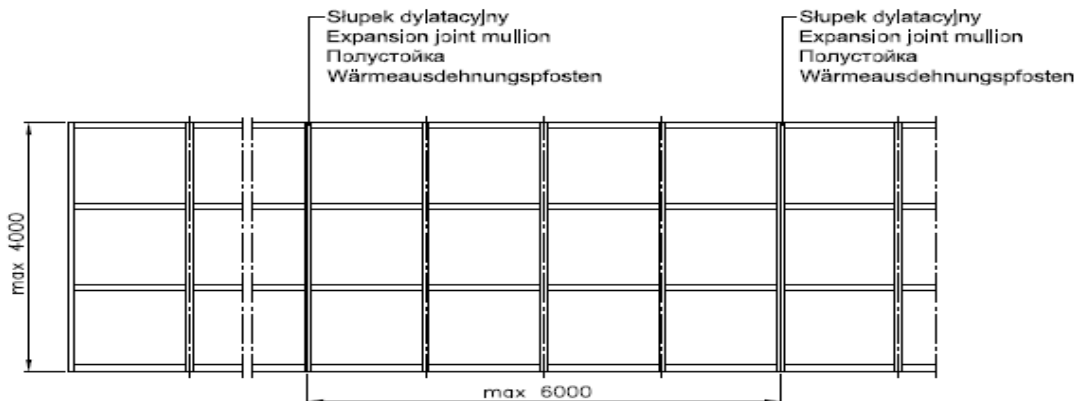 Słupek dylatacyjny
Expansion joint mullion
Полустойка
Wärmeausdehnungspfosten
Słupek dylatacyjny
Expansion joint mullion
Полустойка
Wärmeausdehnungspfosten
max 4000
max 6000